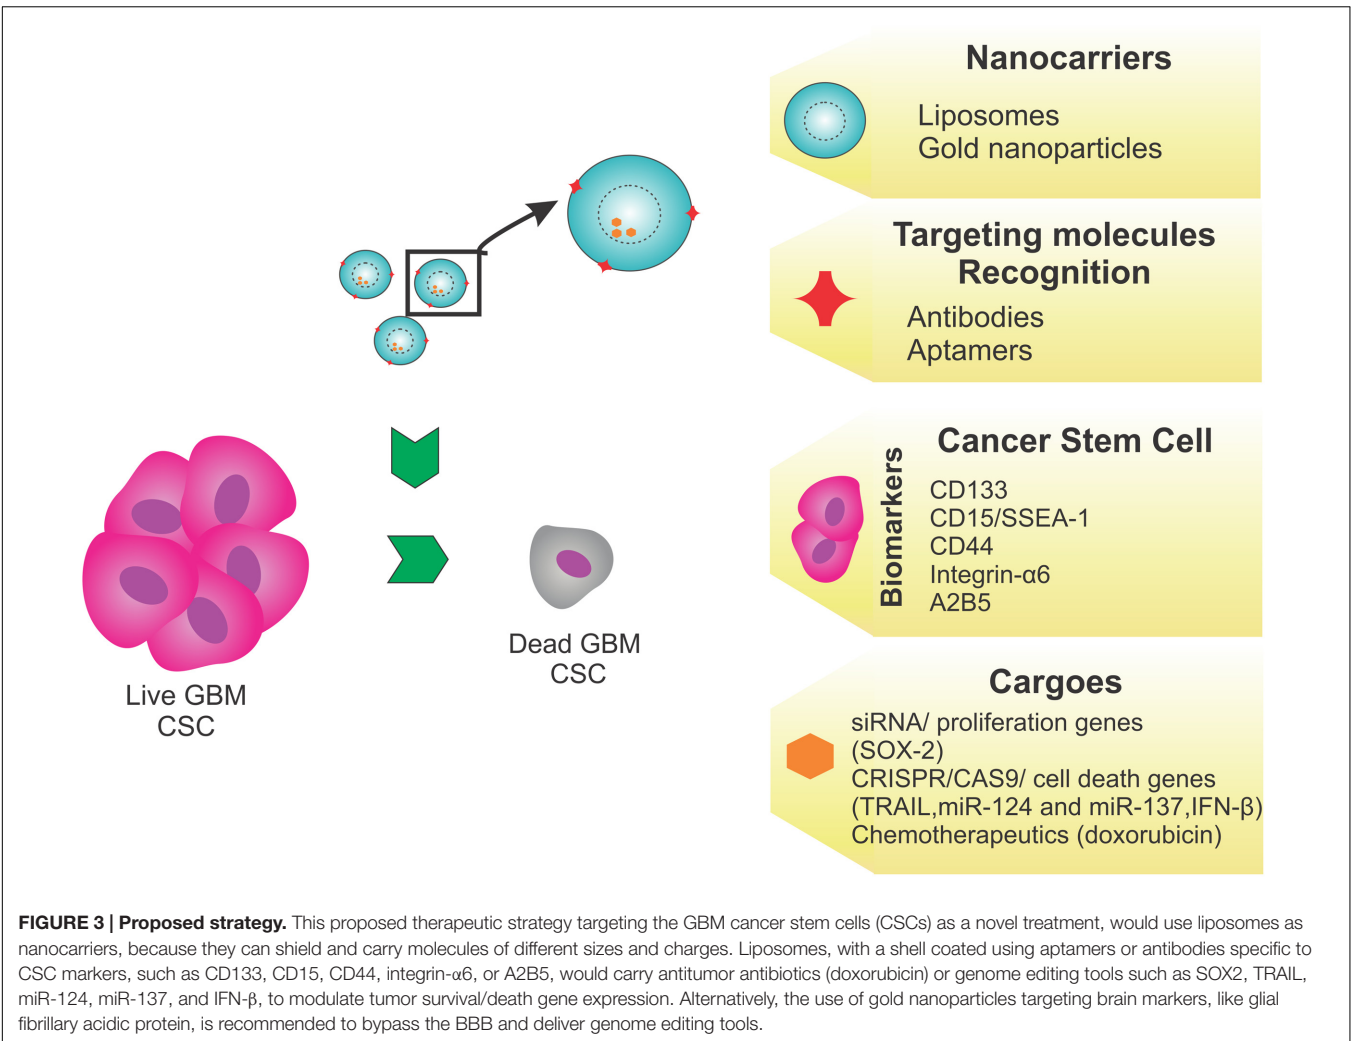 Nanocarriers
Liposomes
Gold nanoparticles
Targeting molecules
Recognition
Antibodies
Aptamers
Cancer Stem Cell
Biomarkers
CD133
CD15/SSEA-1
CD44
Integrin-α6
A2B5
Live GBM
CSC
Dead GBM
CSC
Cargoes
siRNA/ proliferation genes
(SOX-2)
CRISPR/CAS9/ cell death genes
(TRAIL,miR-124 and miR-137,IFN-β)
Chemotherapeutics (doxorubicin)
FIGURE 3 | Proposed strategy. This proposed therapeutic strategy targeting the GBM cancer stem cells (CSCs) as a novel treatment, would use liposomes as
nanocarriers, because they can shield and carry molecules of different sizes and charges. Liposomes, with a shell coated using aptamers or antibodies specific to
CSC markers, such as CD133, CD15, CD44, integrin-α6, or A2B5, would carry antitumor antibiotics (doxorubicin) or genome editing tools such as SOX2, TRAIL,
miR-124, miR-137, and IFN-β, to modulate tumor survival/death gene expression. Alternatively, the use of gold nanoparticles targeting brain markers, like glial
fibrillary acidic protein, is recommended to bypass the BBB and deliver genome editing tools.